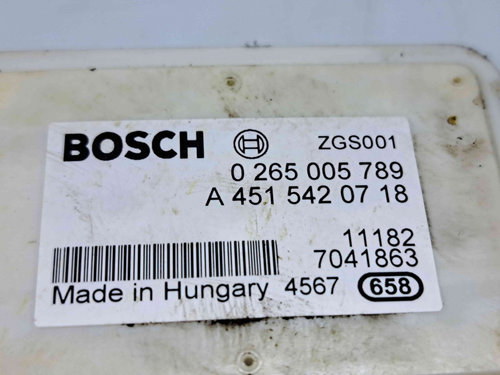 BOSCH ZGS001
0 265 005 789
A 451 542 07 18
11182
7041863
Made in Hungary 4567 658